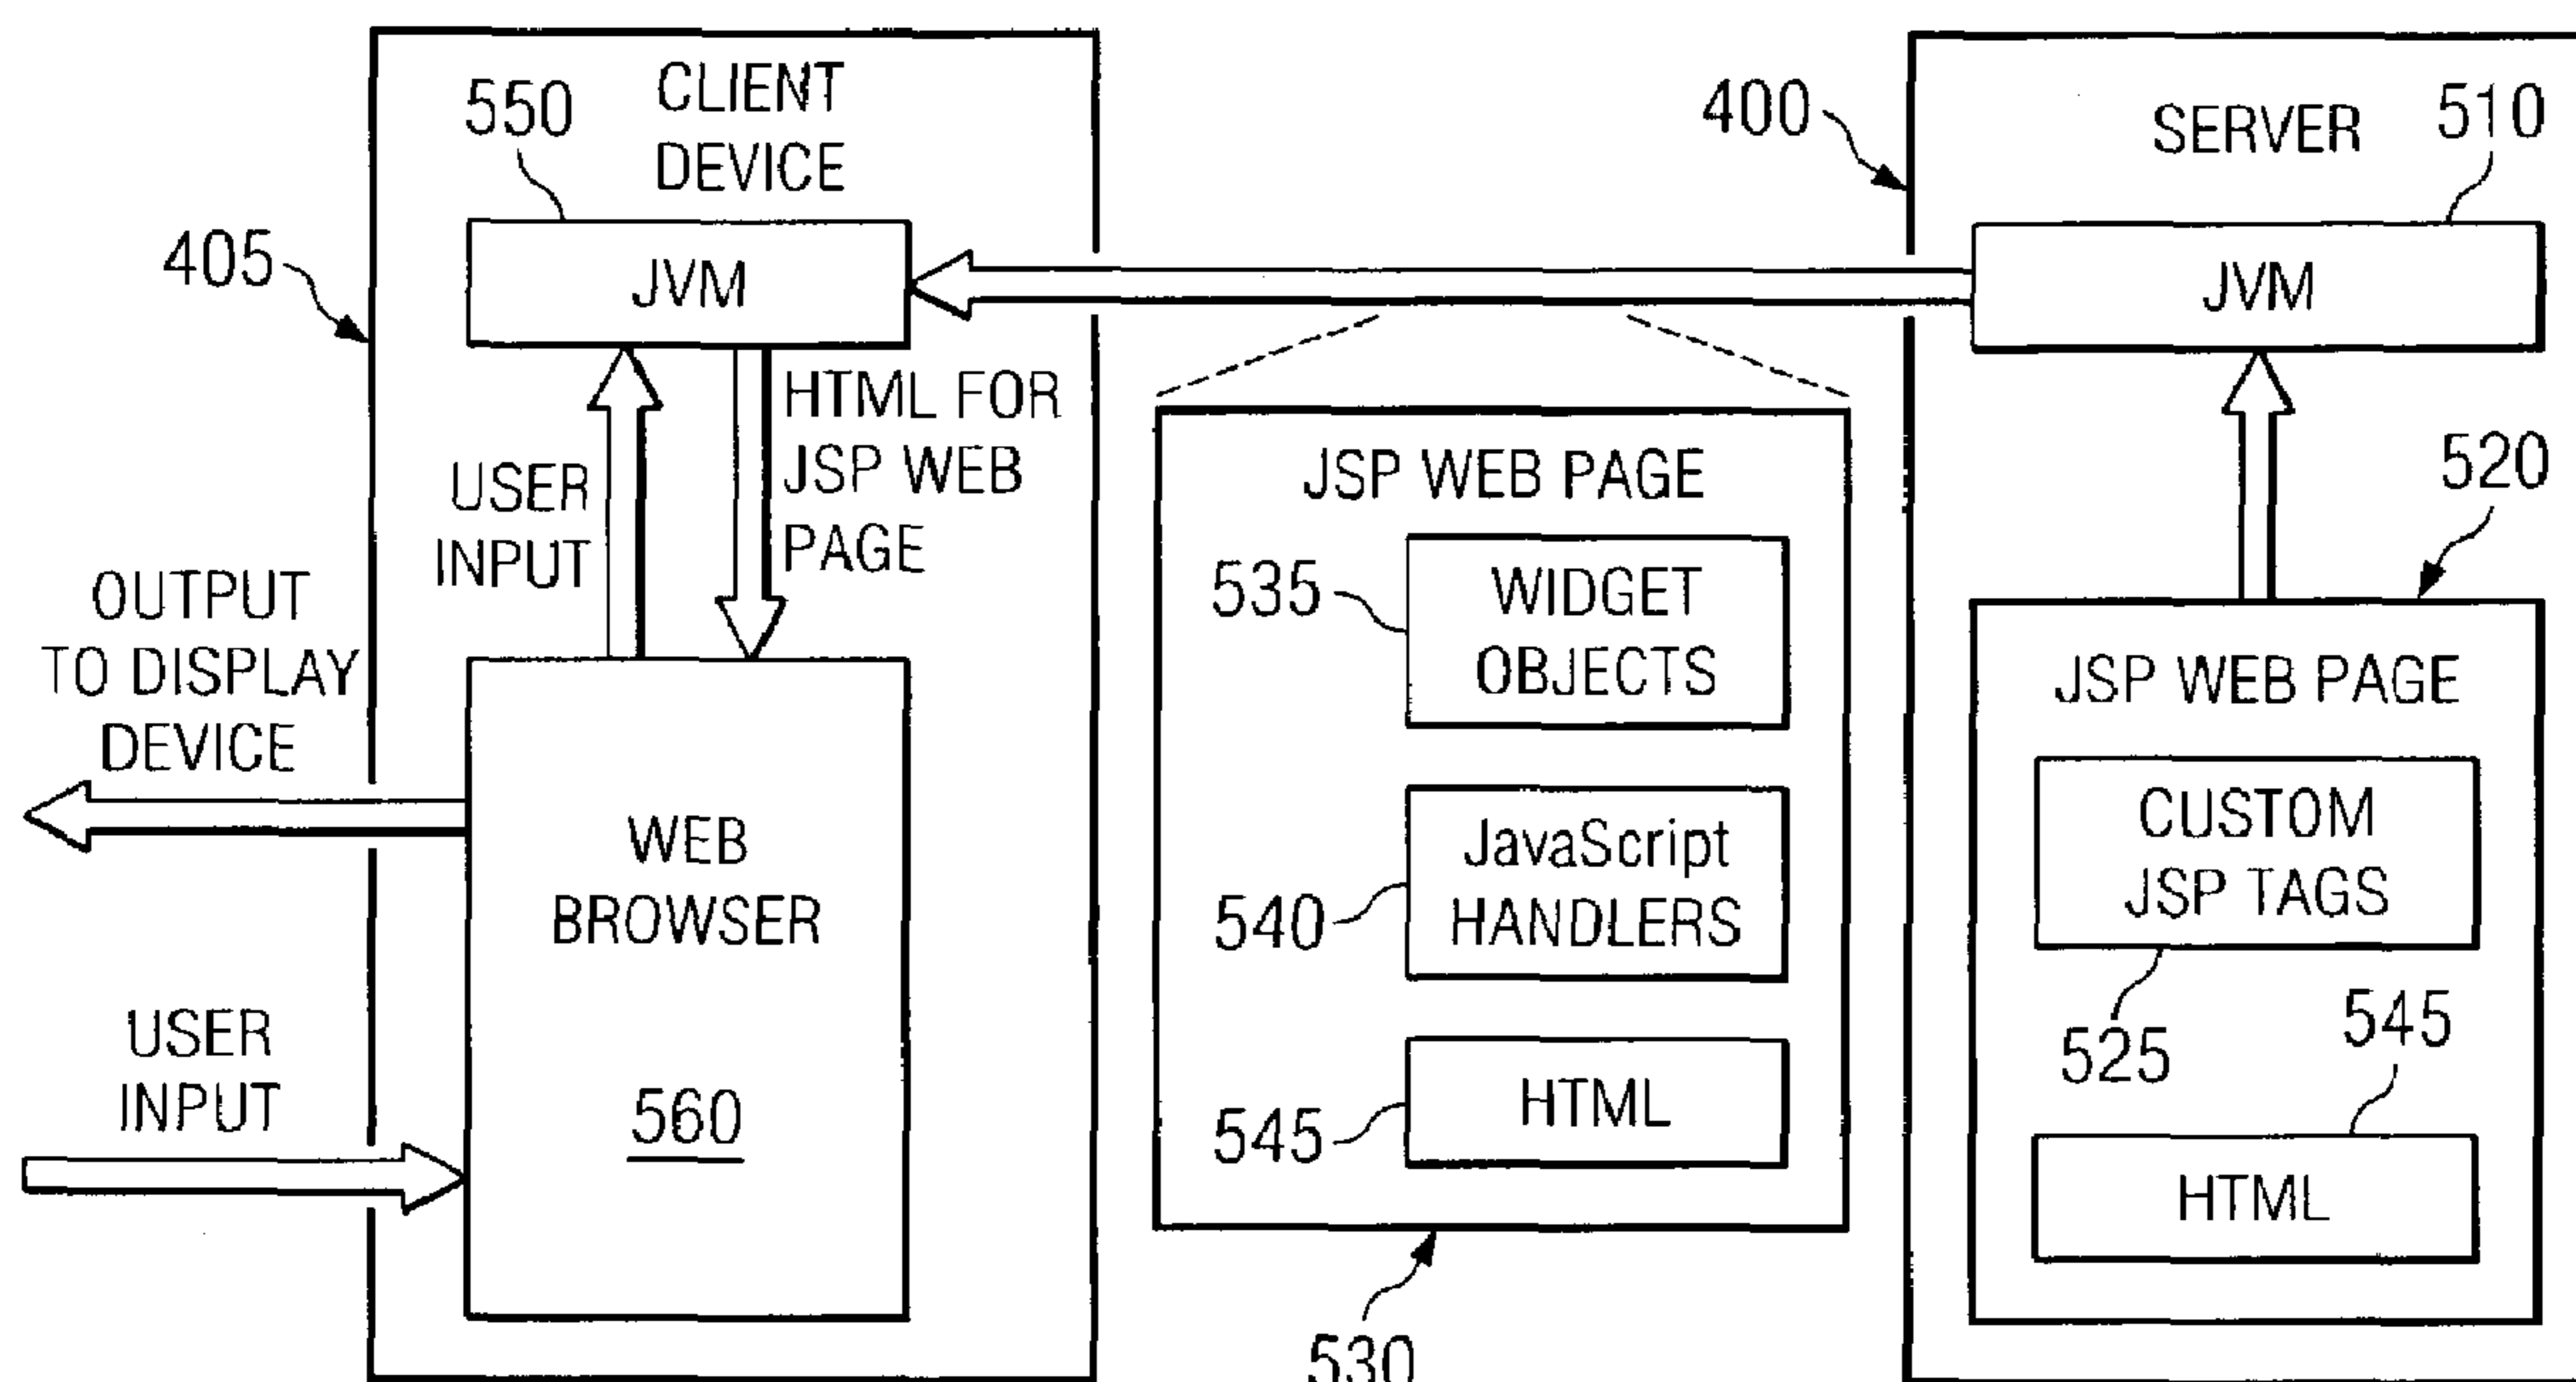 CLIENT
DEVICE
550
405
JVM
USER
INPUT
HTML FOR
JSP WEB
PAGE
OUTPUT
TO DISPLAY
DEVICE
WEB
BROWSER
560
USER
INPUT
JSP WEB PAGE
535
WIDGET
OBJECTS
540
JavaScript
HANDLERS
545
HTML
530
400
SERVER
510
JVM
520
JSP WEB PAGE
CUSTOM
JSP TAGS
525
545
HTML